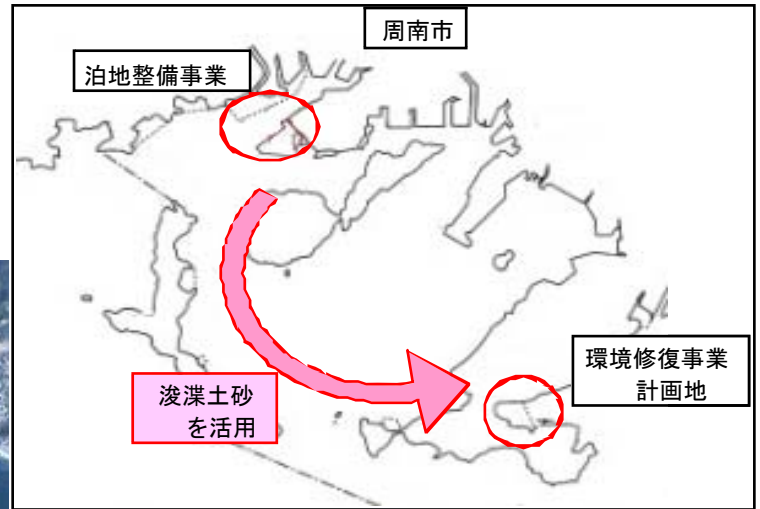 周南市
泊地整備事業
環境修復事業
計画地
浚渫土砂
を活用